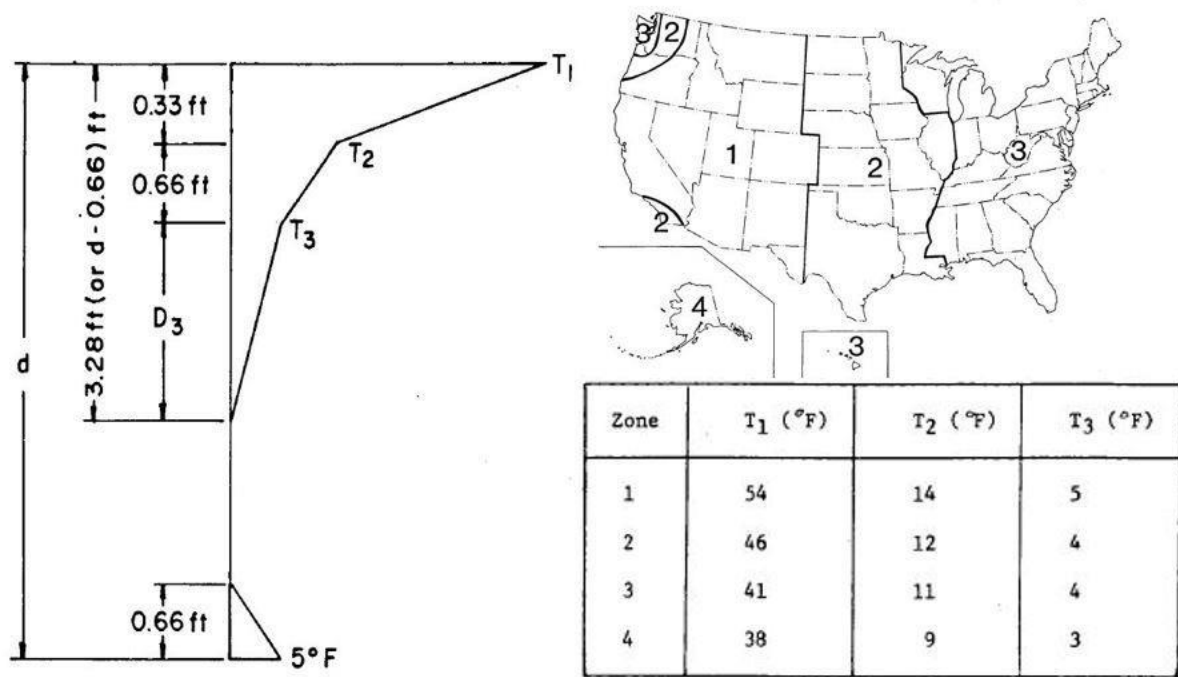 T1
0.33 ft
T2
0.66 ft
T3
3.28 ft (or d - 0.66) ft
D3
d
0.66 ft
5° F
3
2
1
2
3
2
4
3
Zone T1 (°F) T2 (°F) T3 (°F)
1 54 14 5
2 46 12 4
3 41 11 4
4 38 9 3